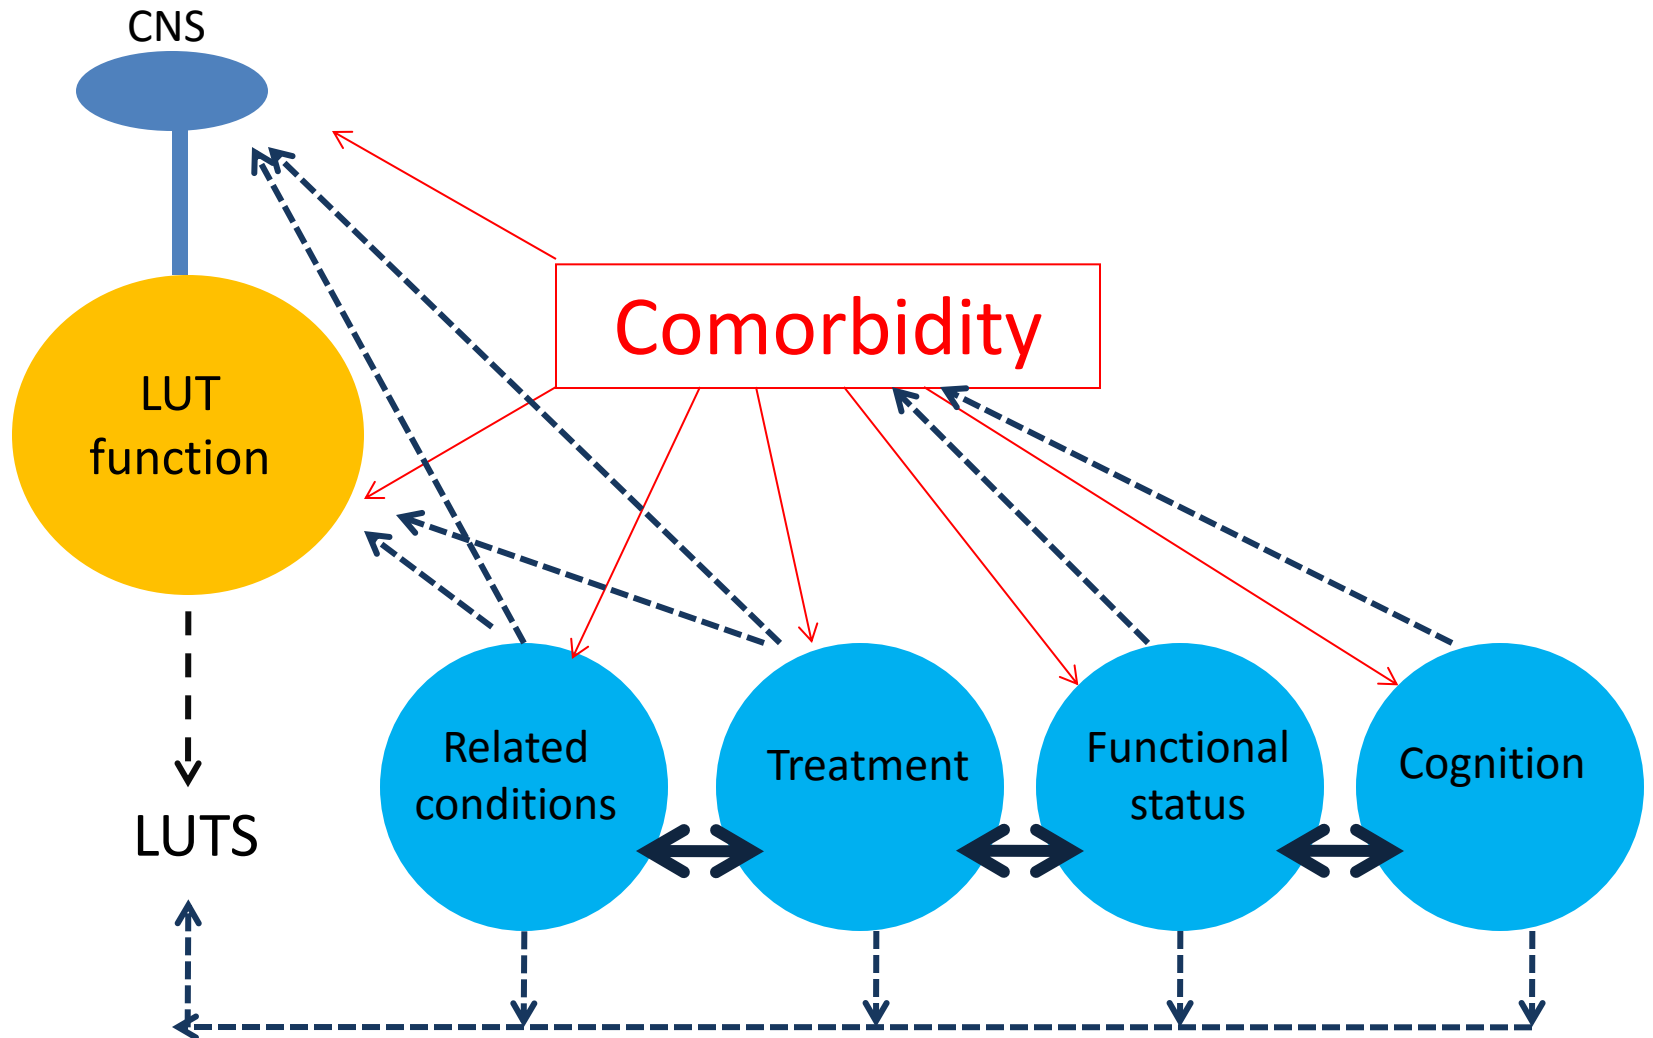 CNS
Comorbidity
LUT
function
Related
conditions
Treatment
Functional
status
Cognition
LUTS